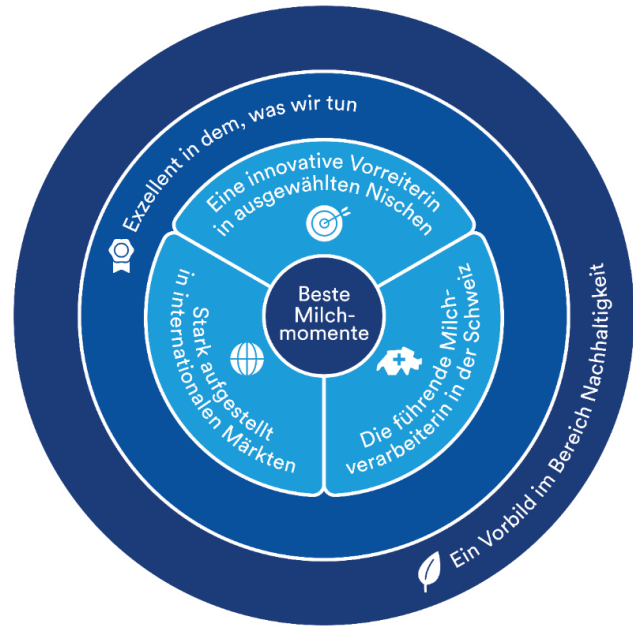 Exzellent in dem, was wir tun
Eine innovative Vorreiterin
in ausgewählten Nischen
Beste
Milch-
momente
Stark aufgestellt
in internationalen Märkten
Die führende Milch-
verarbeiterin in der Schweiz
Ein Vorbild im Bereich Nachhaltigkeit